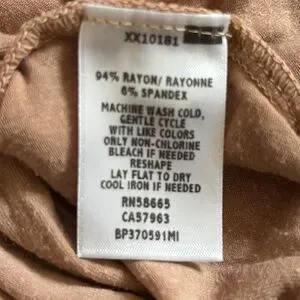 XX10181
94% RAYON/ RAYONNE
6% SPANDEX
MACHINE WASH COLD,
GENTLE CYCLE
WITH LIKE COLORS
ONLY NON-CHLORINE
BLEACH IF NEEDED
RESHAPE
LAY FLAT TO DRY
COOL IRON IF NEEDED
RN58665
CA57963
BP370591MI